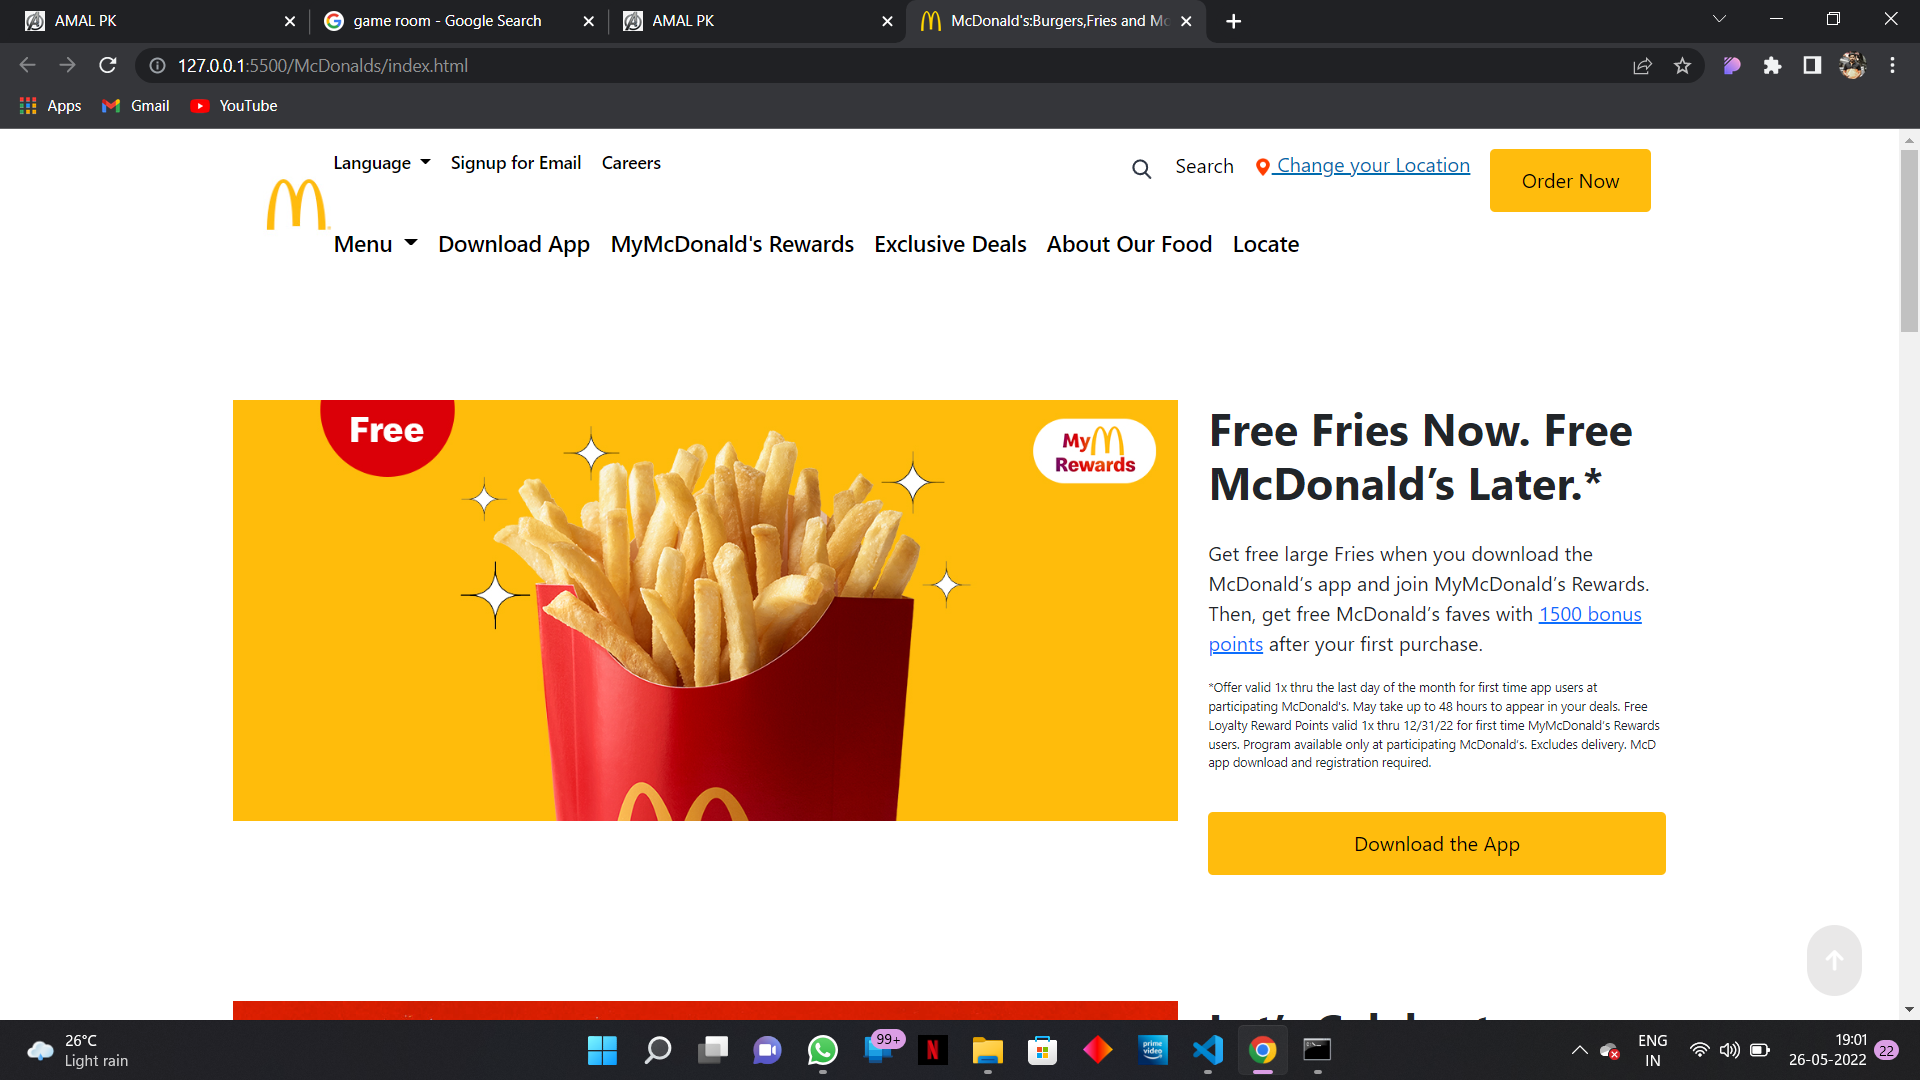 AMAL PK
game room - Google Search
AMAL PK
McDonald's:Burgers,Fries and Mc
127.0.0.1:5500/McDonalds/index.html
Apps
Gmail
YouTube
Language
Signup for Email
Careers
Search
Change your Location
Order Now
Menu
Download App
MyMcDonald's Rewards
Exclusive Deals
About Our Food
Locate
Free
My
Rewards
Free Fries Now. Free
McDonald’s Later.*
Get free large Fries when you download the
McDonald’s app and join MyMcDonald’s Rewards.
Then, get free McDonald’s faves with 1500 bonus
points after your first purchase.
*Offer valid 1x thru the last day of the month for first time app users at
participating McDonald's. May take up to 48 hours to appear in your deals. Free
Loyalty Reward Points valid 1x thru 12/31/22 for first time MyMcDonald’s Rewards
users. Program available only at participating McDonald’s. Excludes delivery. McD
app download and registration required.
Download the App
26°C
Light rain
99+
prime
video
ENG
IN
19:01
26-05-2022
22